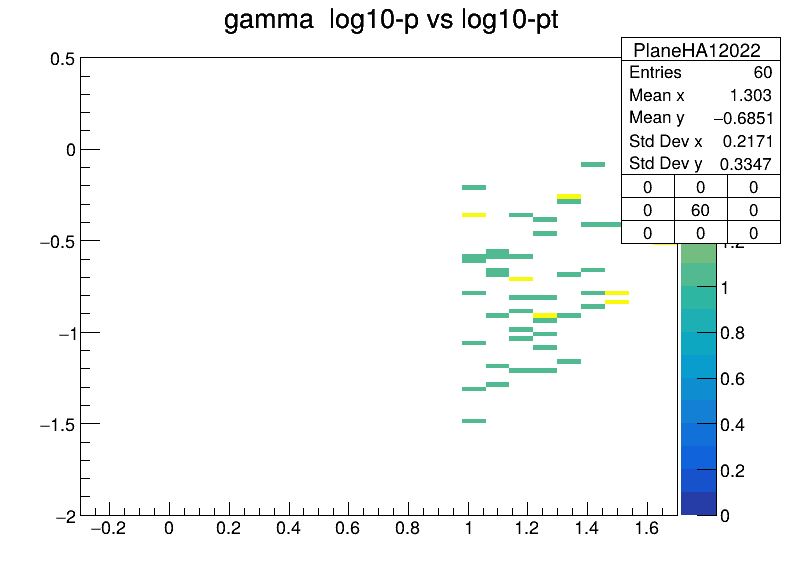 gamma  log10-p vs log10-pt
PlaneHA12022
Entries 60
Mean x 1.303
Mean y −0.6851
Std Dev x 0.2171
Std Dev y 0.3347
0 0 0
0 60 0
0 0 0
0.5
0
−0.5
−1
−1.5
−2
−0.2 0 0.2 0.4 0.6 0.8 1 1.2 1.4 1.6
1.2
1
0.8
0.6
0.4
0.2
0